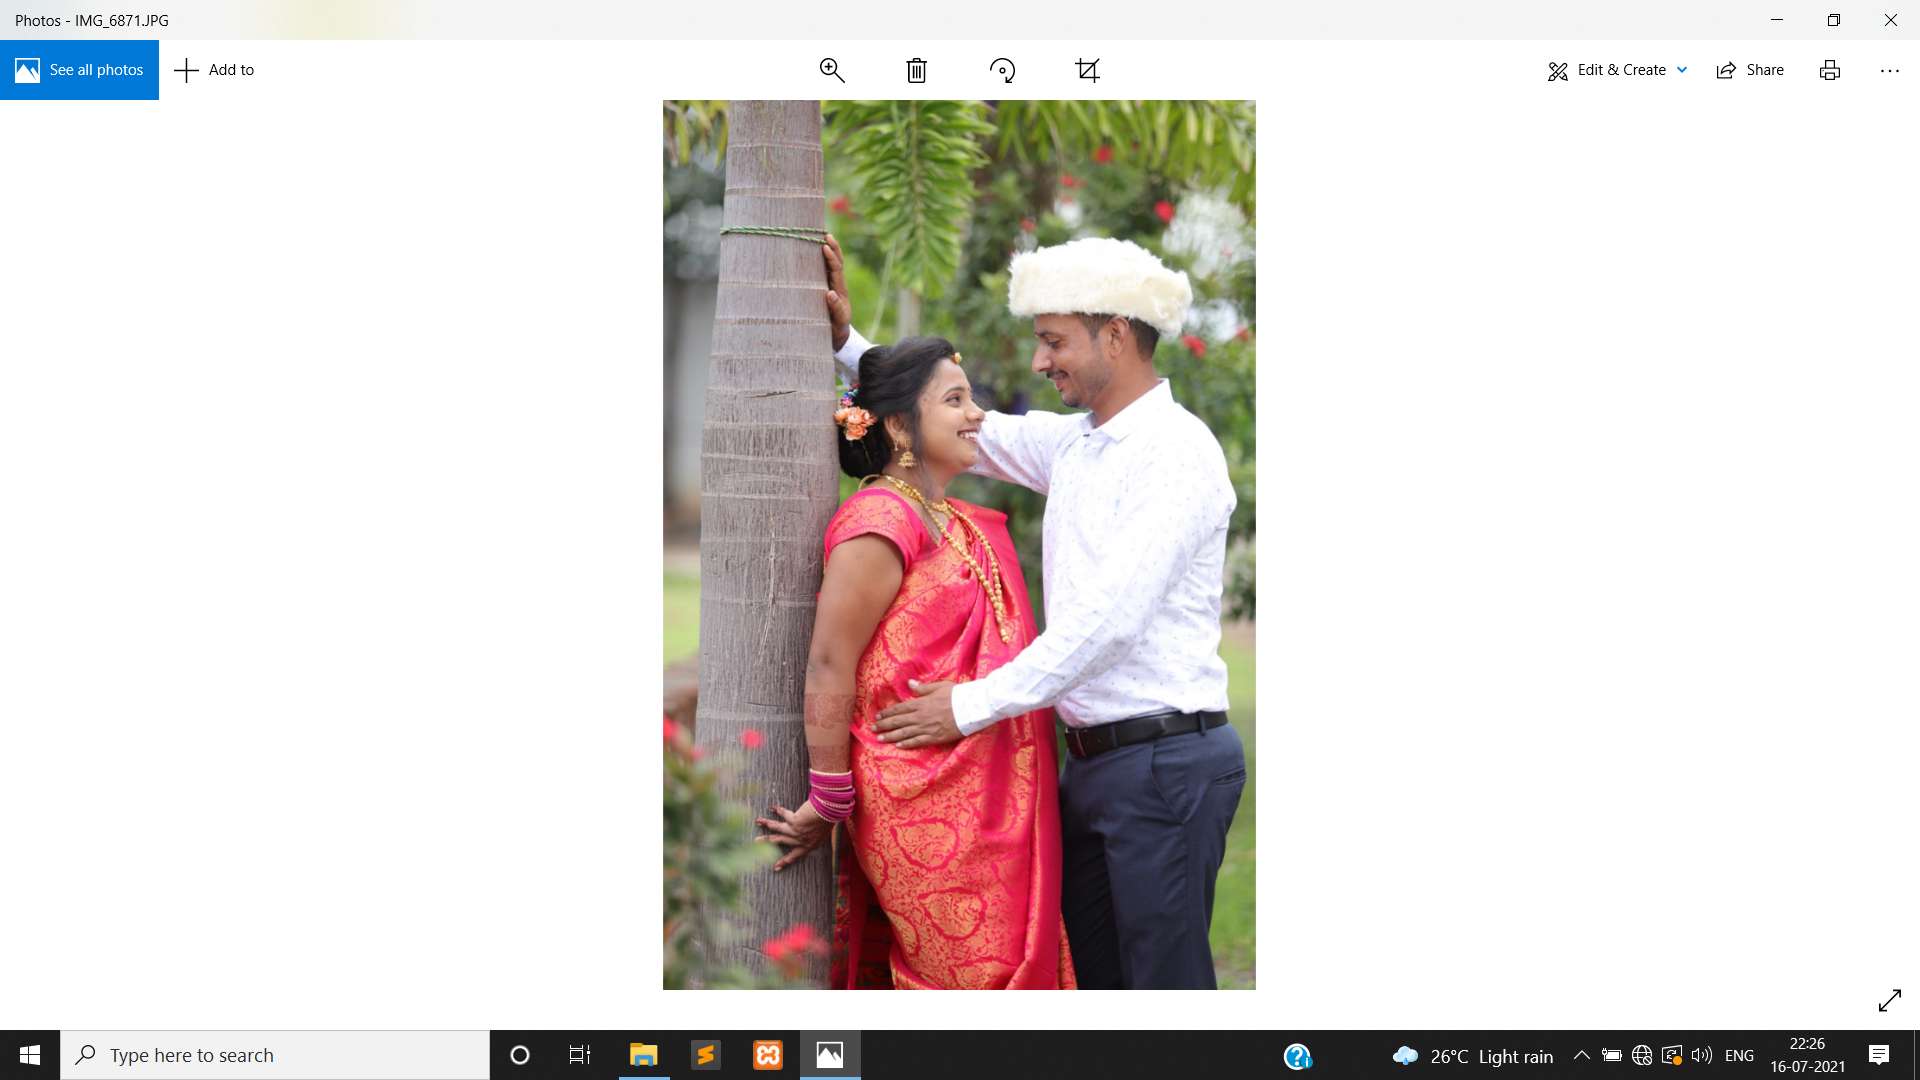 Photos - IMG_6871.JPG
See all photos
Add to
Edit & Create
Share
Type here to search
26°C Light rain
ENG
22:26
16-07-2021